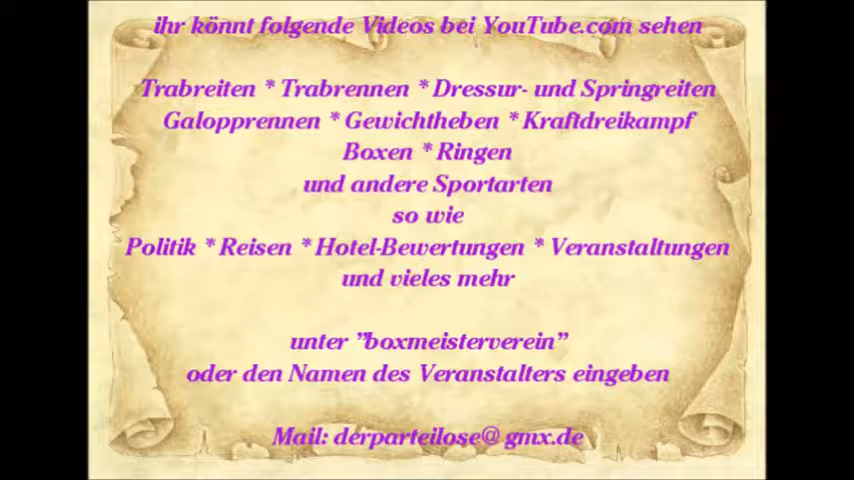 ihr könnt folgende Videos bei YouTube.com sehen
Trabreiten * Trabrennen * Dressur- und Springreiten
Galopprennen * Gewichtheben * Kraftdreikampf
Boxen * Ringen
und andere Sportarten
so wie
Politik * Reisen * Hotel-Bewertungen * Veranstaltungen
und vieles mehr
unter "boxmeisterverein"
oder den Namen des Veranstalters eingeben
Mail: derparteilose@ gmx.de